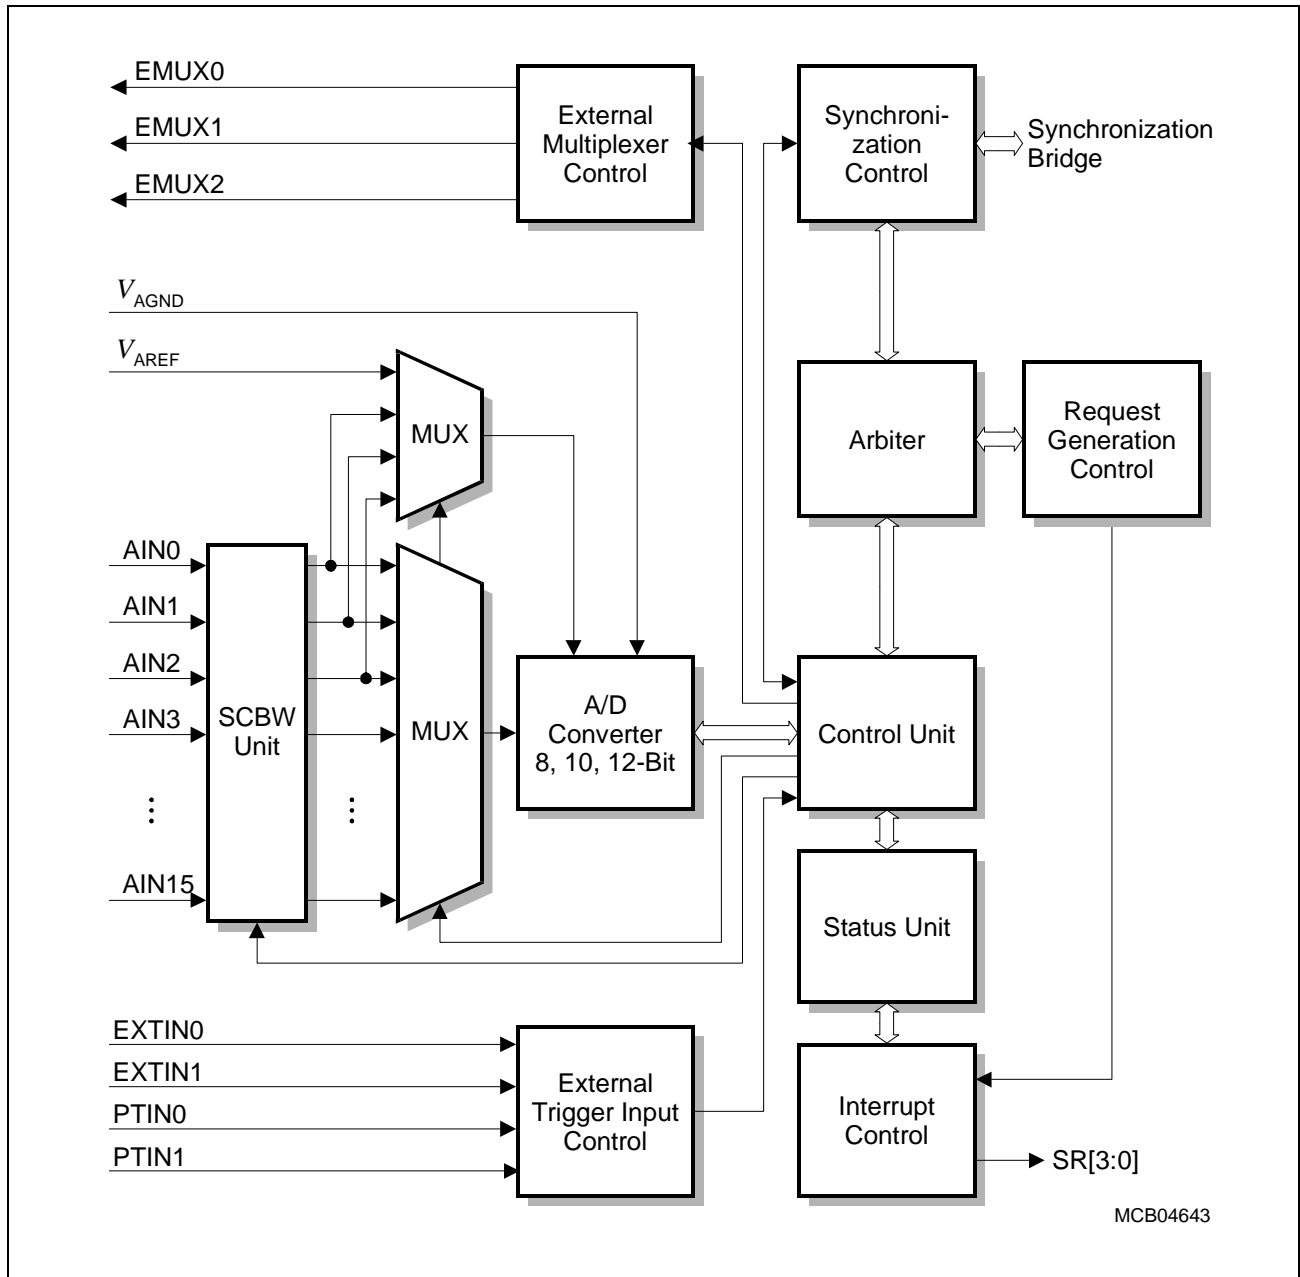 EMUX0
EMUX1
EMUX2
External
Multiplexer
Control
Synchroni-
zation
Control
Synchronization
Bridge
VAGND
VAREF
MUX
Arbiter
Request
Generation
Control
AIN0
AIN1
AIN2
AIN3
AIN15
SCBW
Unit
MUX
A/D
Converter
8, 10, 12-Bit
Control Unit
Status Unit
EXTIN0
EXTIN1
PTIN0
PTIN1
External
Trigger Input
Control
Interrupt
Control
SR[3:0]
MCB04643